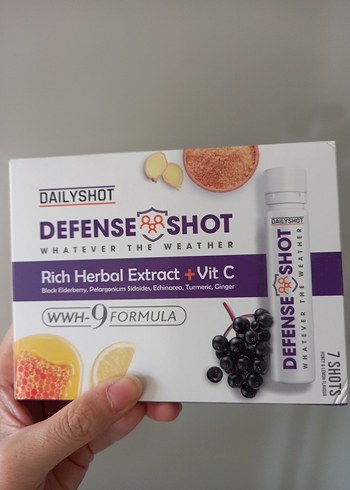 DAILYSHOT
DEFENSE SHOT
WHATEVER THE WEATHER
Rich Herbal Extract + Vit C
Black Elderberry, Pelargonium Sidoides, Echinacea, Turmeric, Ginger
WWH-9 FORMULA
DAILYSHOT
DEFENSE SHOT
WHATEVER THE WEATHER
7 SHOTS